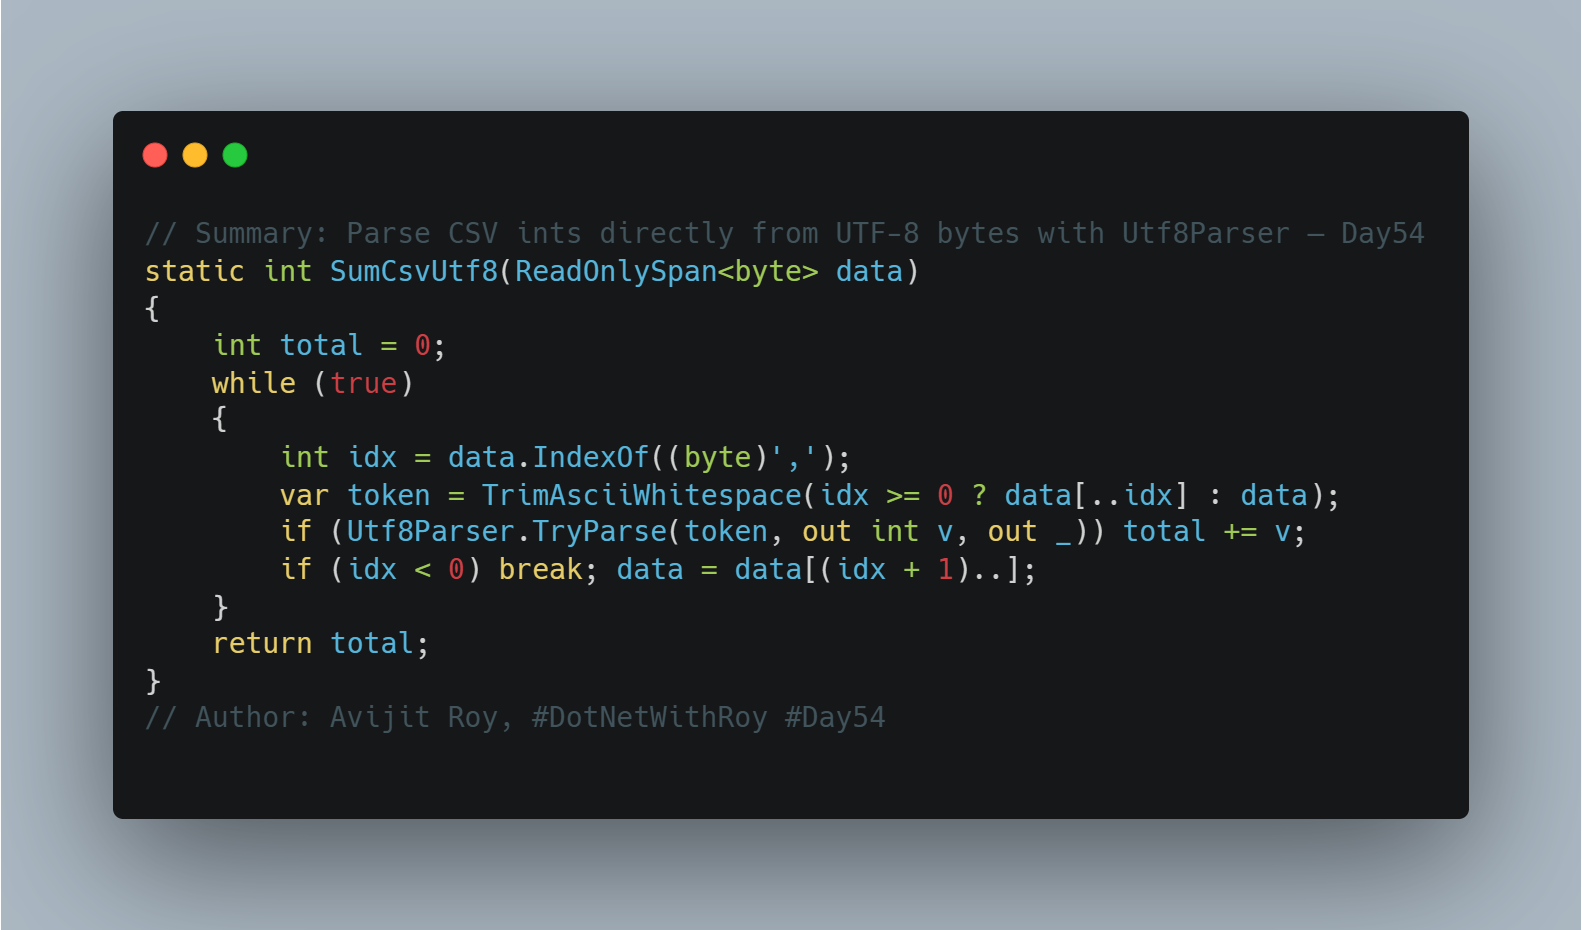 // Summary: Parse CSV ints directly from UTF-8 bytes with Utf8Parser — Day54
static int SumCsvUtf8(ReadOnlySpan<byte> data)
{
    int total = 0;
    while (true)
    {
        int idx = data.IndexOf((byte)',');
        var token = TrimAsciiWhitespace(idx >= 0 ? data[..idx] : data);
        if (Utf8Parser.TryParse(token, out int v, out _)) total += v;
        if (idx < 0) break; data = data[(idx + 1)..];
    }
    return total;
}
// Author: Avijit Roy, #DotNetWithRoy #Day54